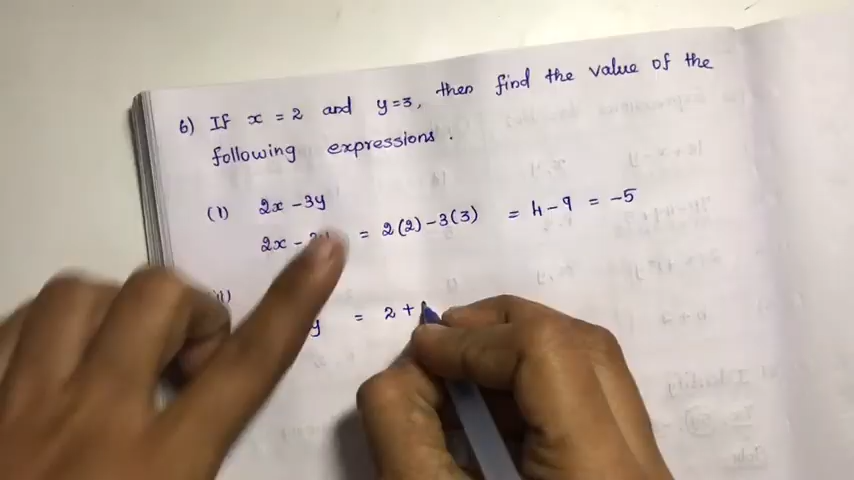 6) If x = 2 and y=3, then find the value of the
following expressions.
(i) 2x - 3y
2x - 3y = 2(2) - 3(3) = 4 - 9 = -5
y = 2 +